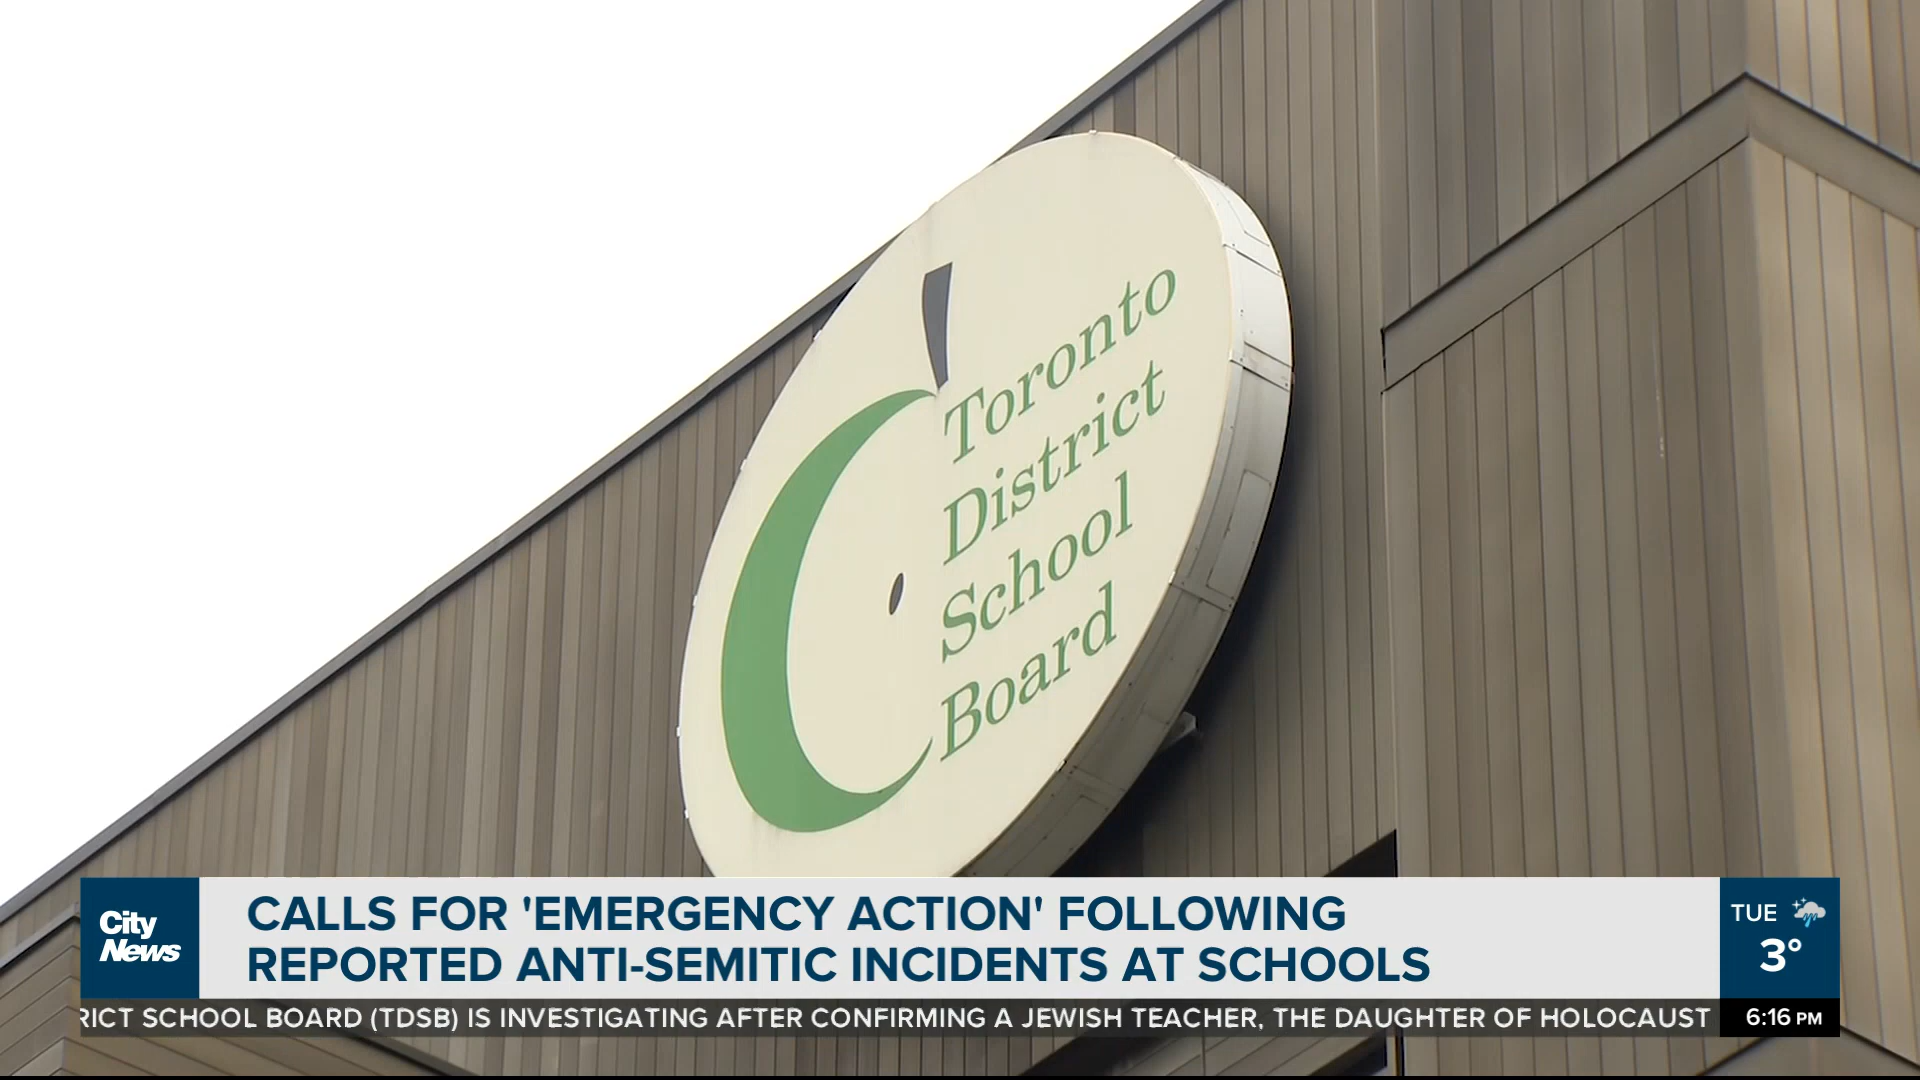 Toronto
District
School
Board
City
News
CALLS FOR 'EMERGENCY ACTION' FOLLOWING
REPORTED ANTI-SEMITIC INCIDENTS AT SCHOOLS
TUE
3°
RICT SCHOOL BOARD (TDSB) IS INVESTIGATING AFTER CONFIRMING A JEWISH TEACHER, THE DAUGHTER OF HOLOCAUST
6:16 PM